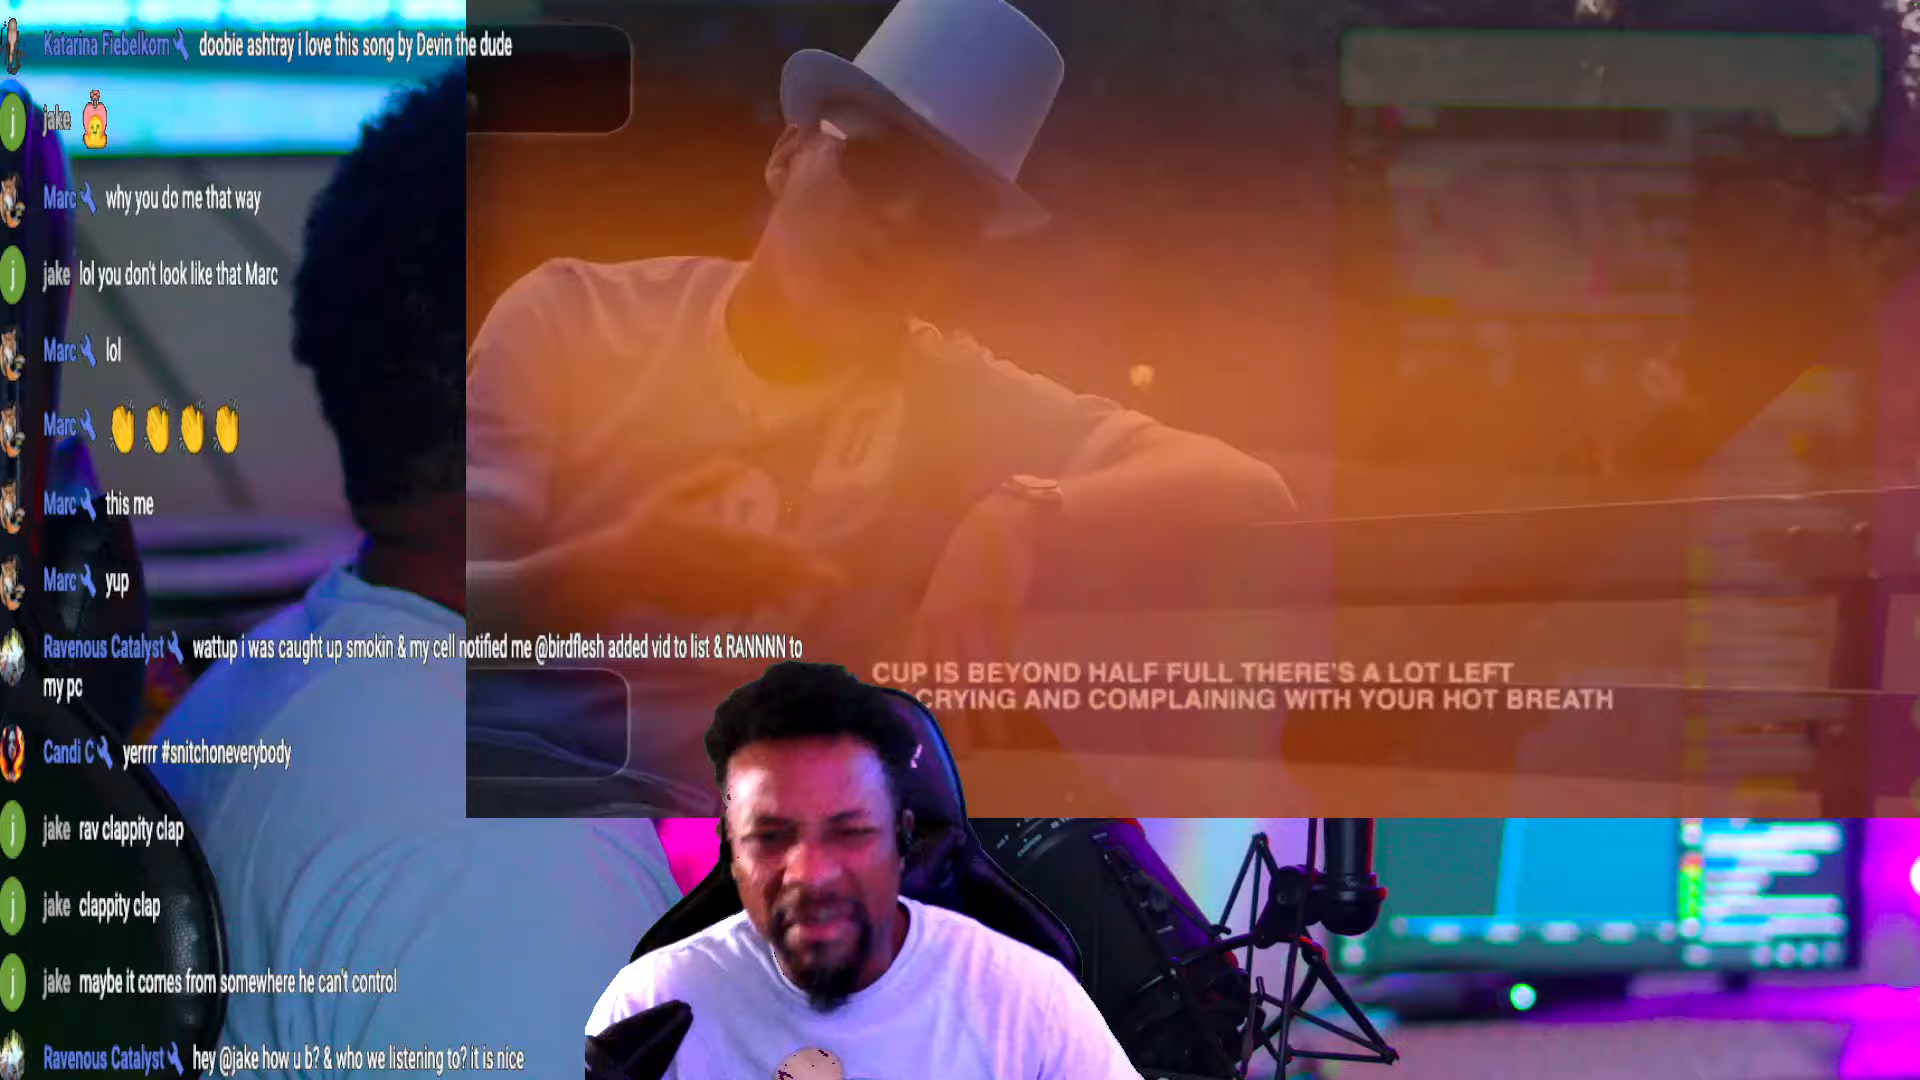 Katarina Fiebelkorn doobie ashtray i love this song by Devin the dude
jake
Marc why you do me that way
jake lol you don't look like that Marc
Marc lol
Marc 👏👏👏👏
Marc this me
Marc yup
Ravenous Catalyst wattup i was caught up smokin & my cell notified me @birdflesh added vid to list & RANNNN to
my pc
CUP IS BEYOND HALF FULL THERE'S A LOT LEFT
CRYING AND COMPLAINING WITH YOUR HOT BREATH
Candi C yerrrr #snitchoneverybody
jake rav clappity clap
jake clappity clap
jake maybe it comes from somewhere he can't control
Ravenous Catalyst hey @jake how u b? & who we listening to? it is nice